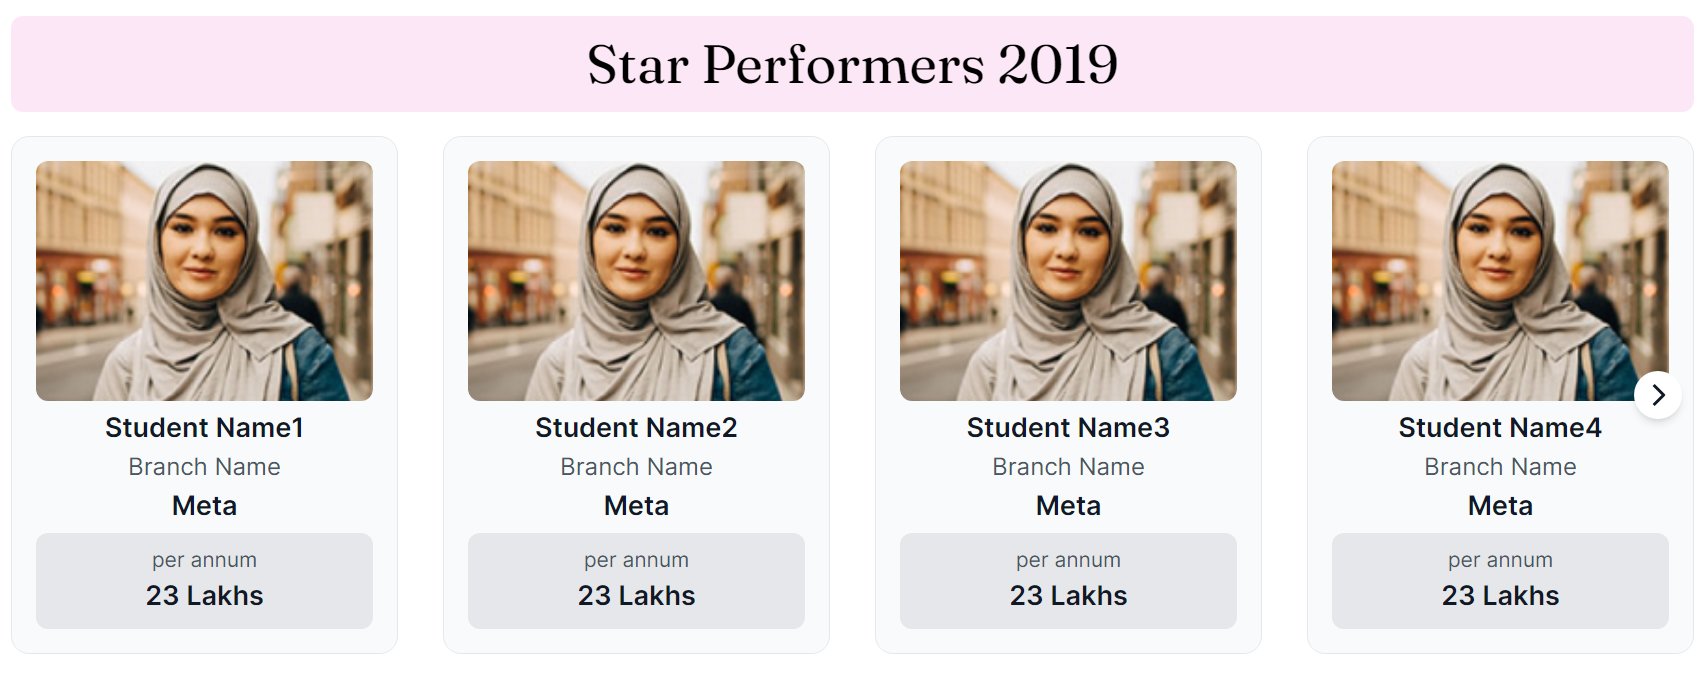 Star Performers 2019
Student Name1
Branch Name
Meta
per annum
23 Lakhs
Student Name2
Branch Name
Meta
per annum
23 Lakhs
Student Name3
Branch Name
Meta
per annum
23 Lakhs
Student Name4
Branch Name
Meta
per annum
23 Lakhs